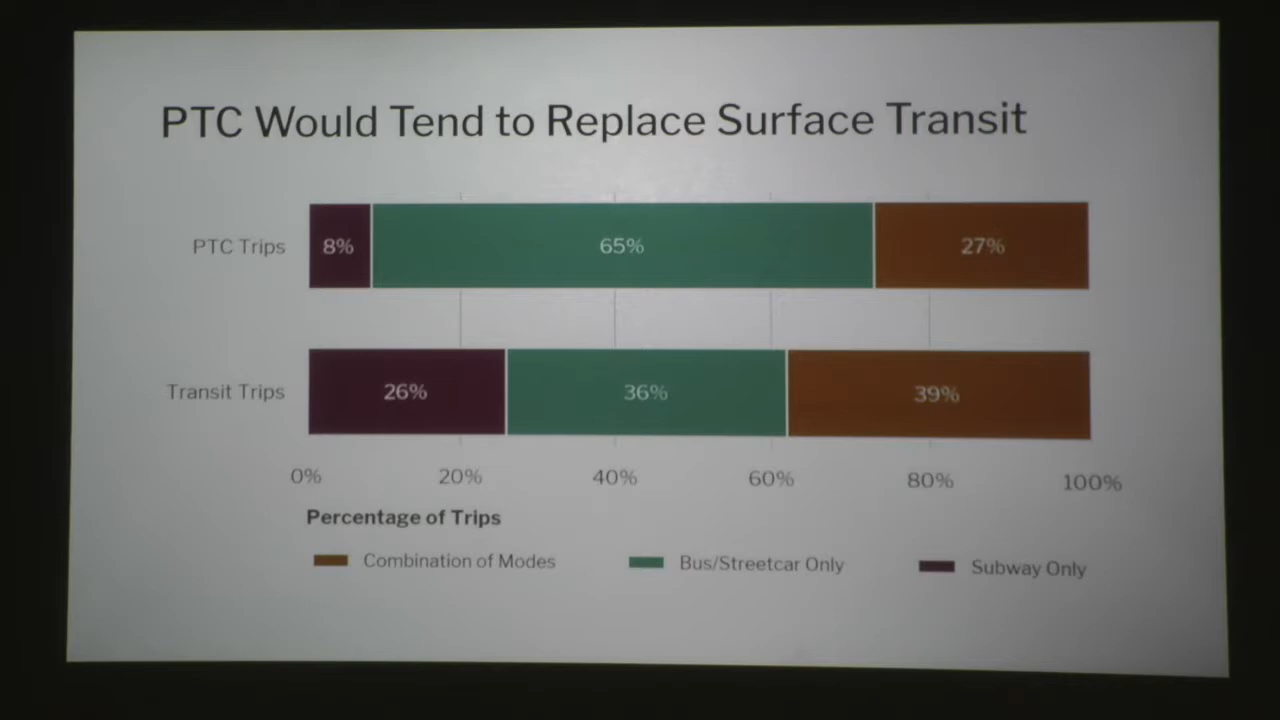 PTC Would Tend to Replace Surface Transit
PTC Trips 8% 65% 27%
Transit Trips 26% 36% 39%
0% 20% 40% 60% 80% 100%
Percentage of Trips
Combination of Modes Bus/Streetcar Only Subway Only